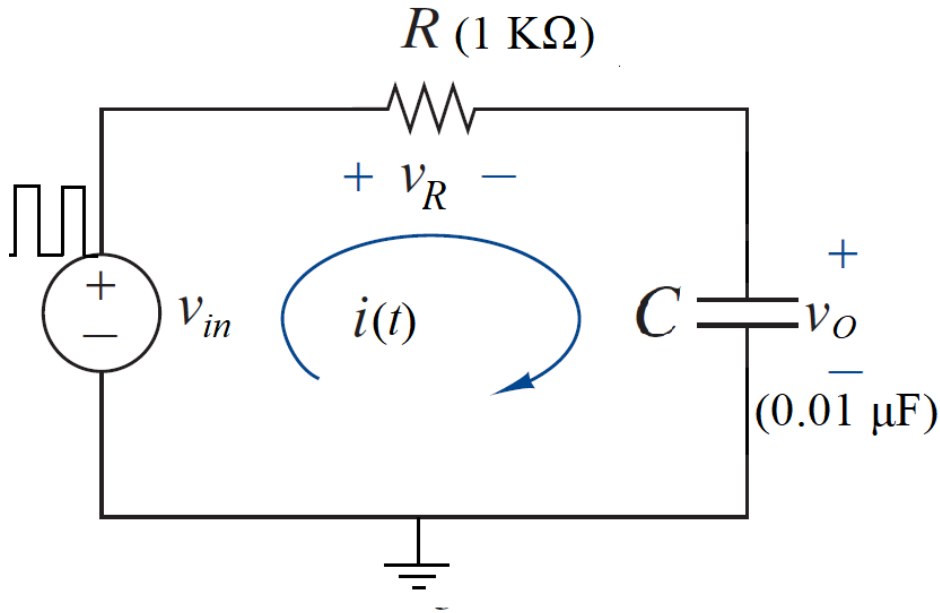 R (1 KΩ)
+ v_R −
+
−
v_in
i(t)
C
+
v_O
−
(0.01 μF)